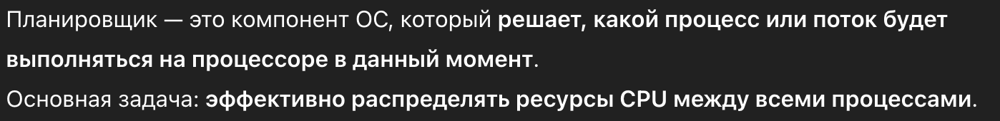 Планировщик — это компонент ОС, который решает, какой процесс или поток будет
выполняться на процессоре в данный момент.
Основная задача: эффективно распределять ресурсы CPU между всеми процессами.